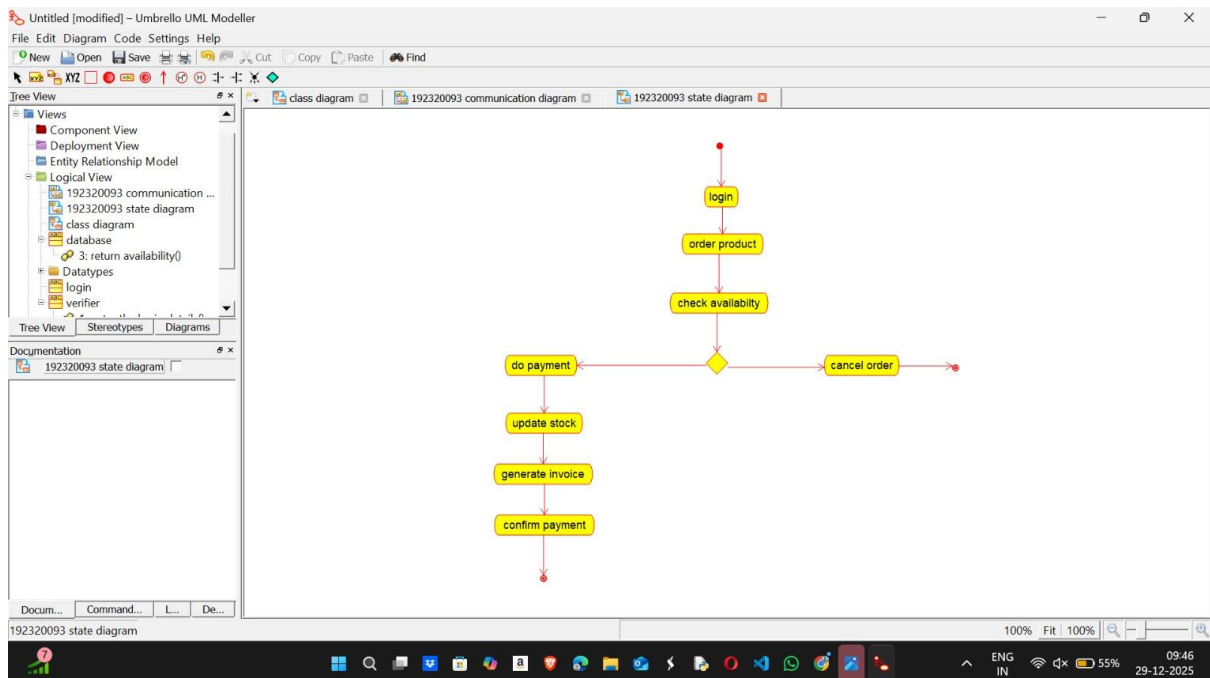 Untitled [modified] – Umbrello UML Modeller
File Edit Diagram Code Settings Help
New Open Save Cut Copy Paste Find
XYZ
Tree View
class diagram 192320093 communication diagram 192320093 state diagram
Views
Component View
Deployment View
Entity Relationship Model
Logical View
192320093 communication ...
192320093 state diagram
class diagram
database
3: return availability()
Datatypes
login
verifier
Tree View Stereotypes Diagrams
Documentation
192320093 state diagram
login
order product
check availabilty
do payment
cancel order
update stock
generate invoice
confirm payment
Docum... Command... L... De...
192320093 state diagram
100% Fit 100%
7
ENG
IN
55%
09:46
29-12-2025